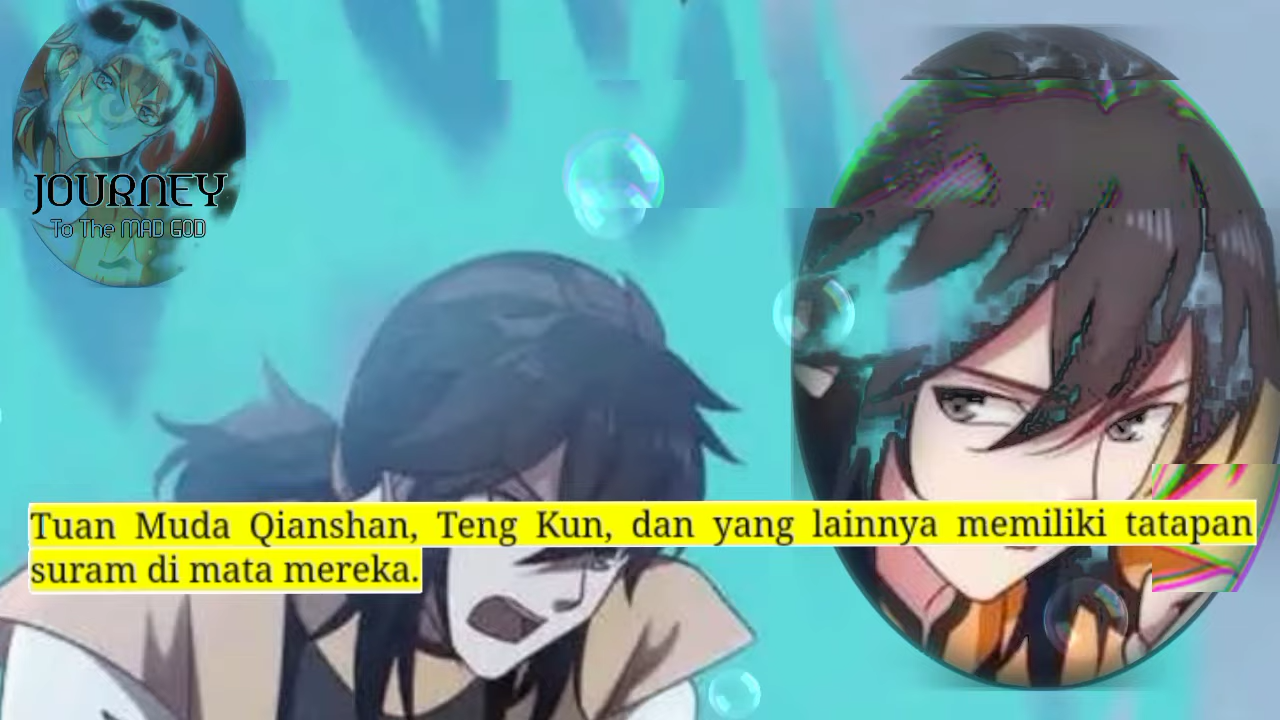 JOURNEY
To The MAD GOD
Tuan Muda Qianshan, Teng Kun, dan yang lainnya memiliki tatapan
suram di mata mereka.